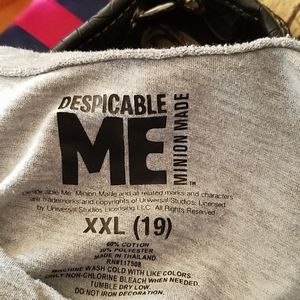 DESPICABLE
ME
MINION MADE
Despicable Me, Minion Made and all related marks and characters
are trademarks and copyrights of Universal Studios. Licensed
by Universal Studios Licensing LLC. All Rights Reserved.
XXL (19)
60% COTTON
POLYESTER
MADE IN THAILAND
RN#117508
MACHINE WASH COLD WITH LIKE COLORS.
ONLY NON-CHLORINE BLEACH WHEN NEEDED.
TUMBLE DRY LOW.
DO NOT IRON DECORATION.